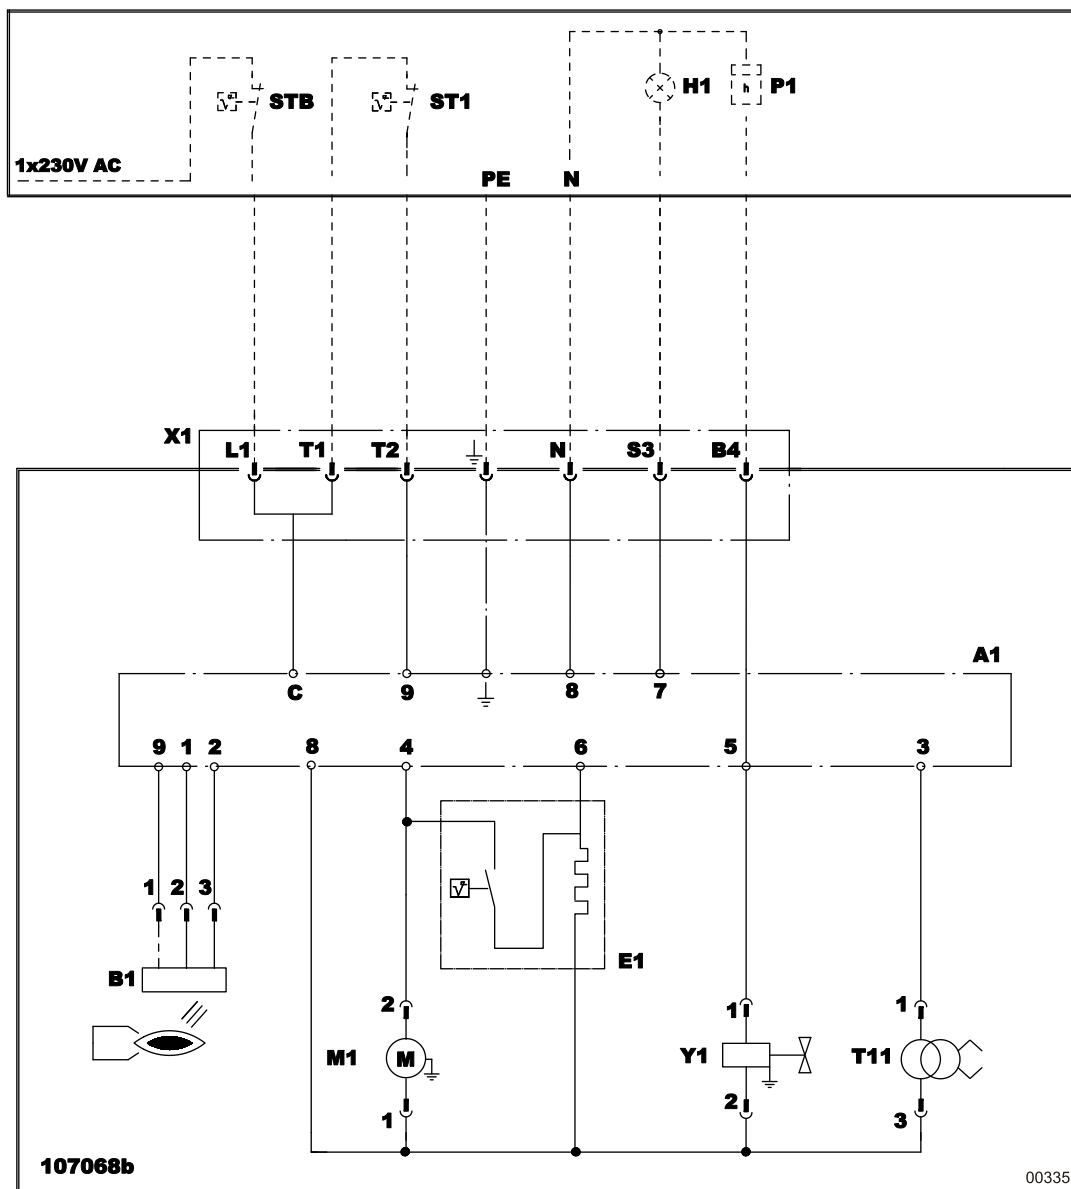 STB ST1 H1 h P1
1x230V AC
PE N
X1
L1 T1 T2 N S3 B4
A1
C 9 8 7
9 1 2 8 4 6 5 3
1 2 3
B1
E1
2 1 1
M1 M Y1 T11
1 2 3
107068b
00335